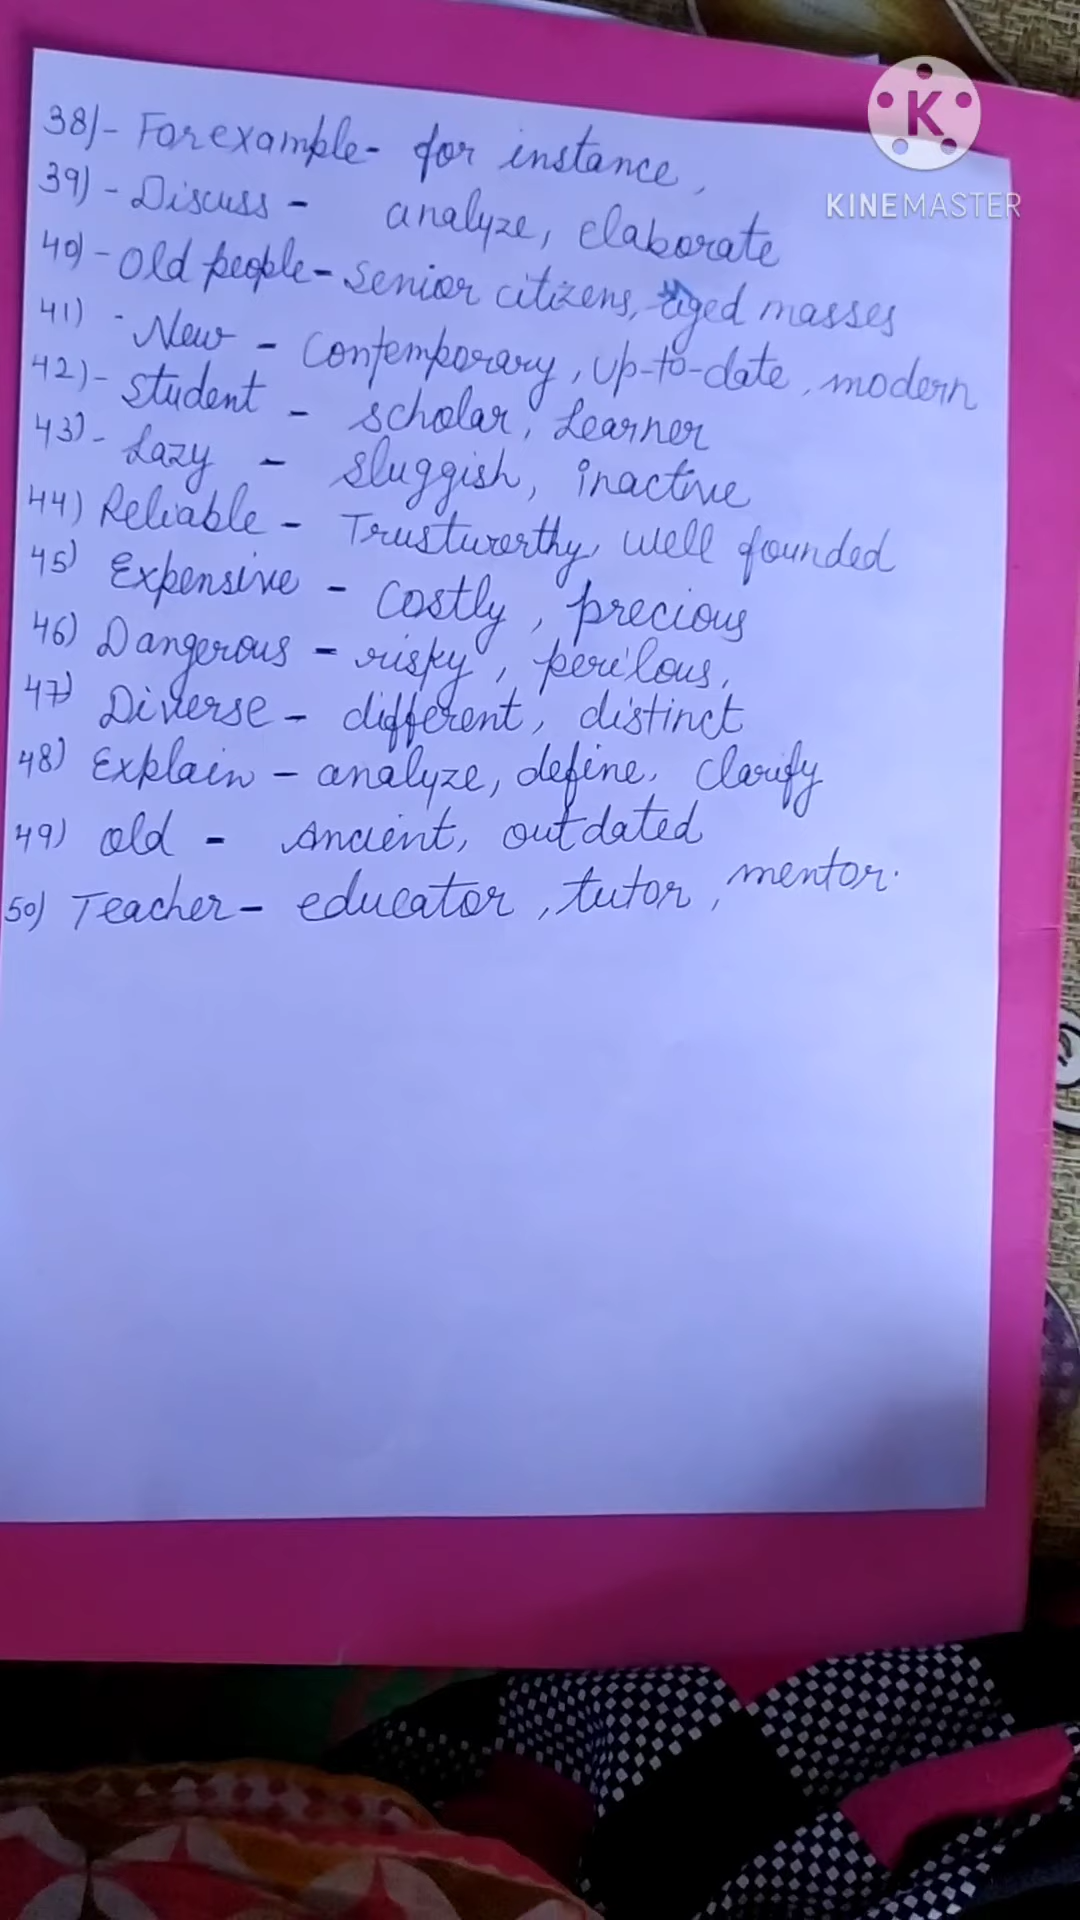 K
KINEMASTER
38)- For example- for instance,
39)- Discuss - analyze, elaborate
40)- Old people- senior citizens, aged masses
41) - New - contemporary, up-to-date, modern
42)- student - scholar, learner
43)- Lazy - sluggish, inactive
44) Reliable - Trustworthy, well founded
45) Expensive - costly, precious
46) Dangerous - risky, perilous,
47) Diverse - different, distinct
48) Explain - analyze, define, clarify
49) old - Ancient, outdated
50) Teacher - educator, tutor, mentor.